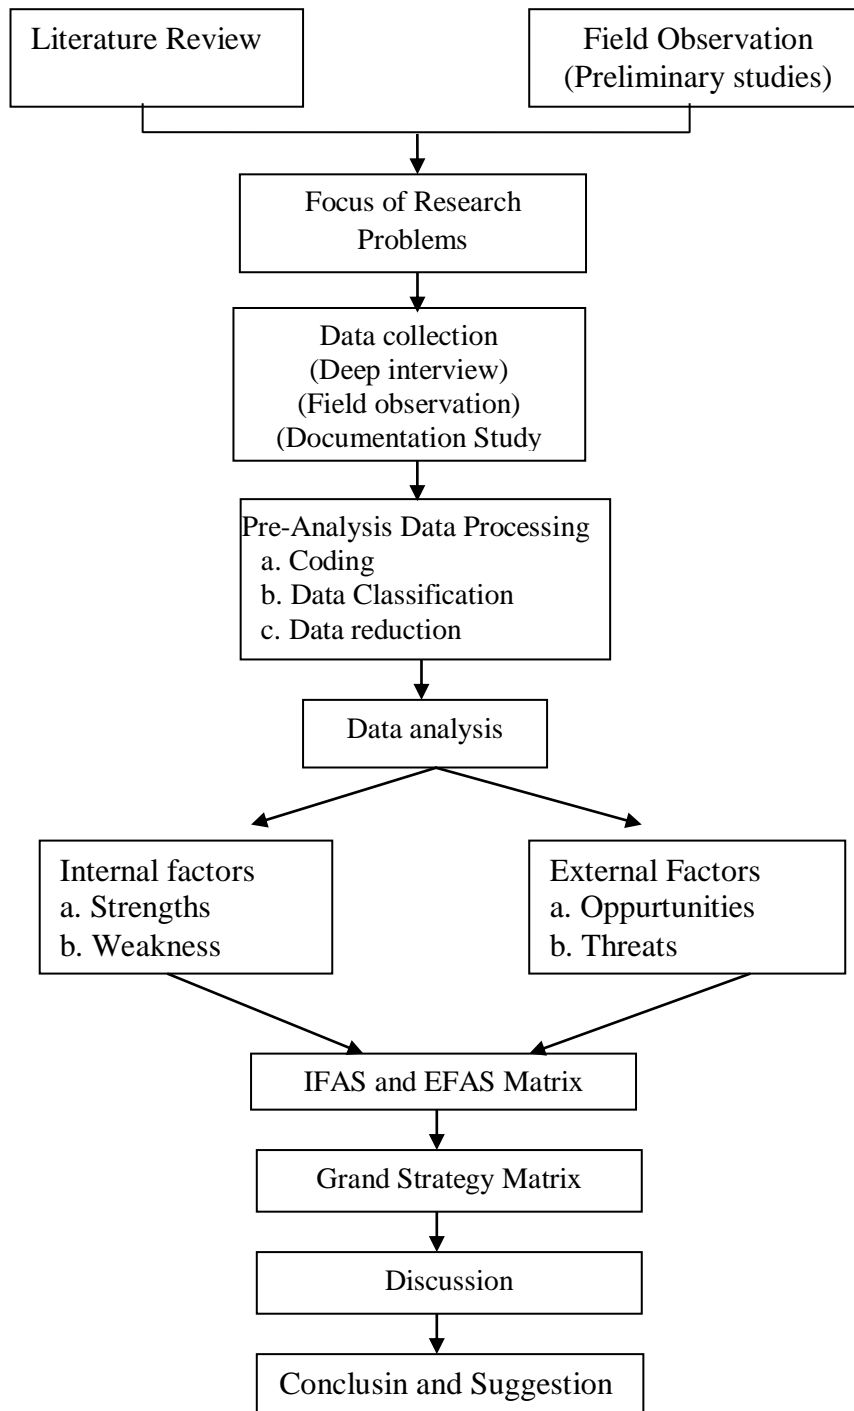 Literature Review
Field Observation
(Preliminary studies)
Focus of Research
Problems
Data collection
(Deep interview)
(Field observation)
(Documentation Study
Pre-Analysis Data Processing
a. Coding
b. Data Classification
c. Data reduction
Data analysis
Internal factors
a. Strengths
b. Weakness
External Factors
a. Oppurtunities
b. Threats
IFAS and EFAS Matrix
Grand Strategy Matrix
Discussion
Conclusin and Suggestion